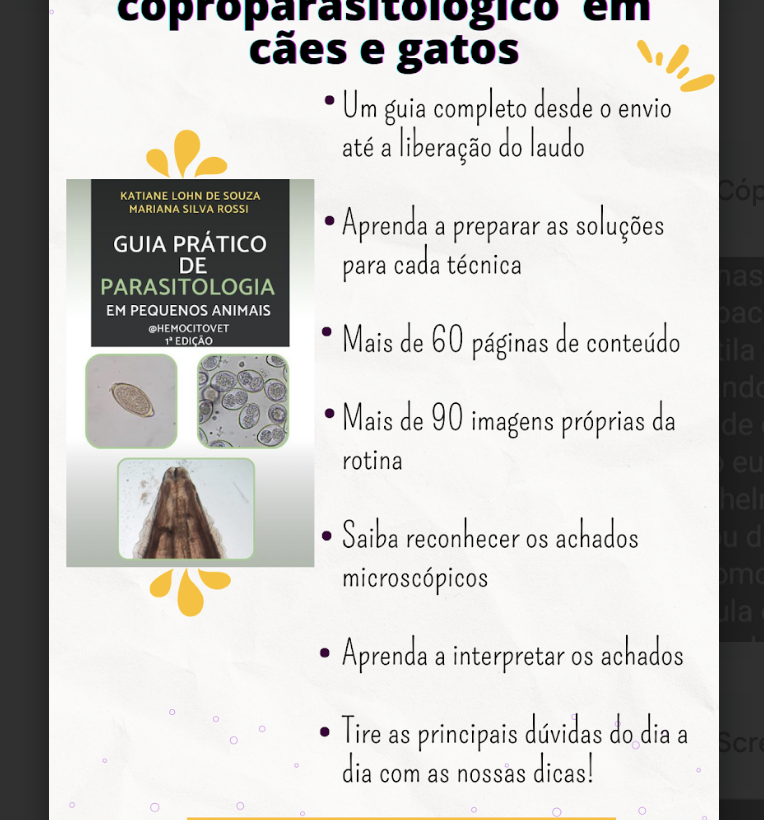 coproparasitológico em
cães e gatos
• Um guia completo desde o envio
até a liberação do laudo
• Aprenda a preparar as soluções
para cada técnica
• Mais de 60 páginas de conteúdo
• Mais de 90 imagens próprias da
rotina
• Saiba reconhecer os achados
microscópicos
• Aprenda a interpretar os achados
• Tire as principais dúvidas do dia a
dia com as nossas dicas!
KATIANE LOHN DE SOUZA
MARIANA SILVA ROSSI
GUIA PRÁTICO
DE
PARASITOLOGIA
EM PEQUENOS ANIMAIS
@HEMOCITOVET
1ª EDIÇÃO